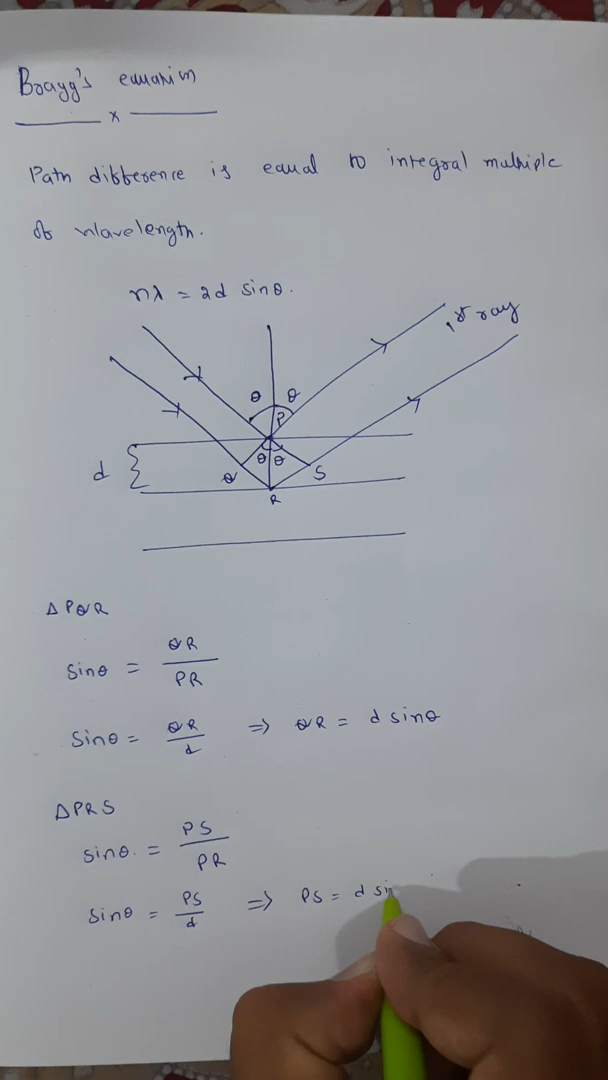 Bragg's equation
x
Path difference is equal to integral multiple
of wavelength.
nλ = 2d sinθ.
1st ray
θ θ
P
d
θ θ
Q S
R
Δ PQR
Sinθ = QR / PR
Sinθ = QR / d ⇒ QR = d sinθ
Δ PRS
sinθ. = PS / PR
Sinθ = PS / d ⇒ PS = d si